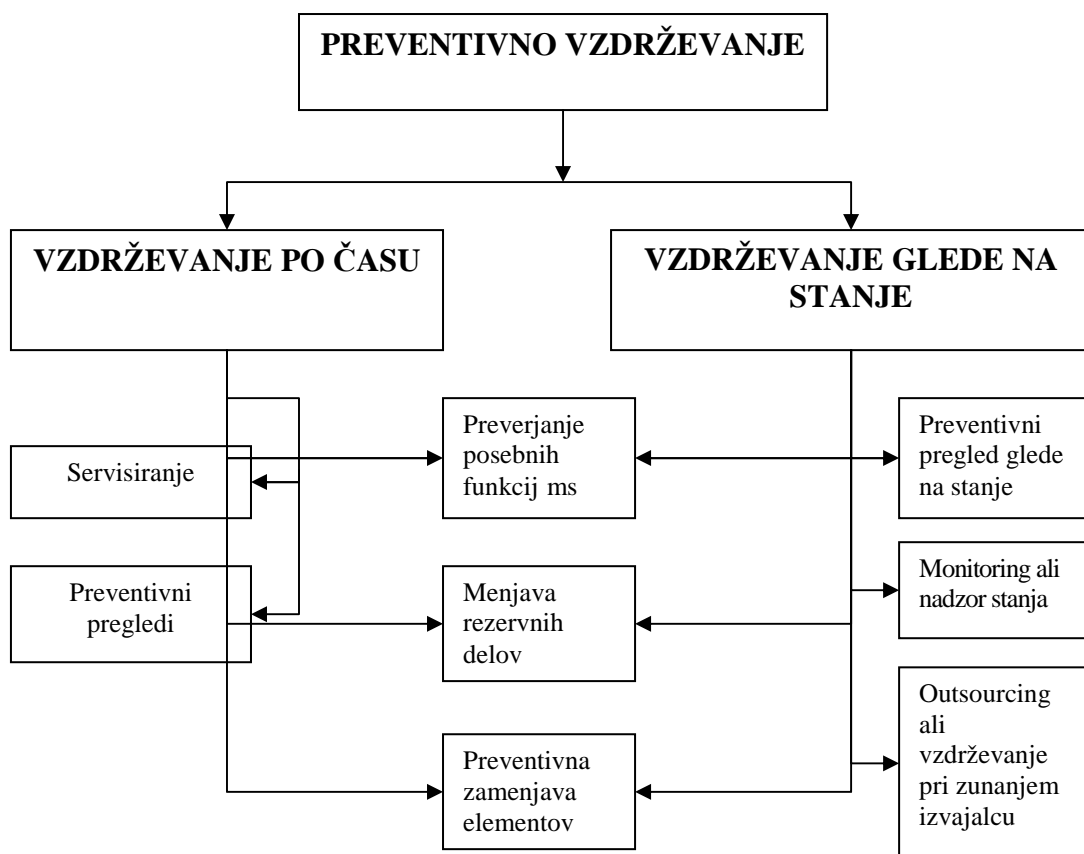 PREVENTIVNO VZDRŽEVANJE
VZDRŽEVANJE PO ČASU
VZDRŽEVANJE GLEDE NA
STANJE
Servisiranje
Preventivni
pregledi
Preverjanje
posebnih
funkcij ms
Menjava
rezervnih
delov
Preventivna
zamenjava
elementov
Preventivni
pregled glede
na stanje
Monitoring ali
nadzor stanja
Outsourcing
ali
vzdrževanje
pri zunanjem
izvajalcu